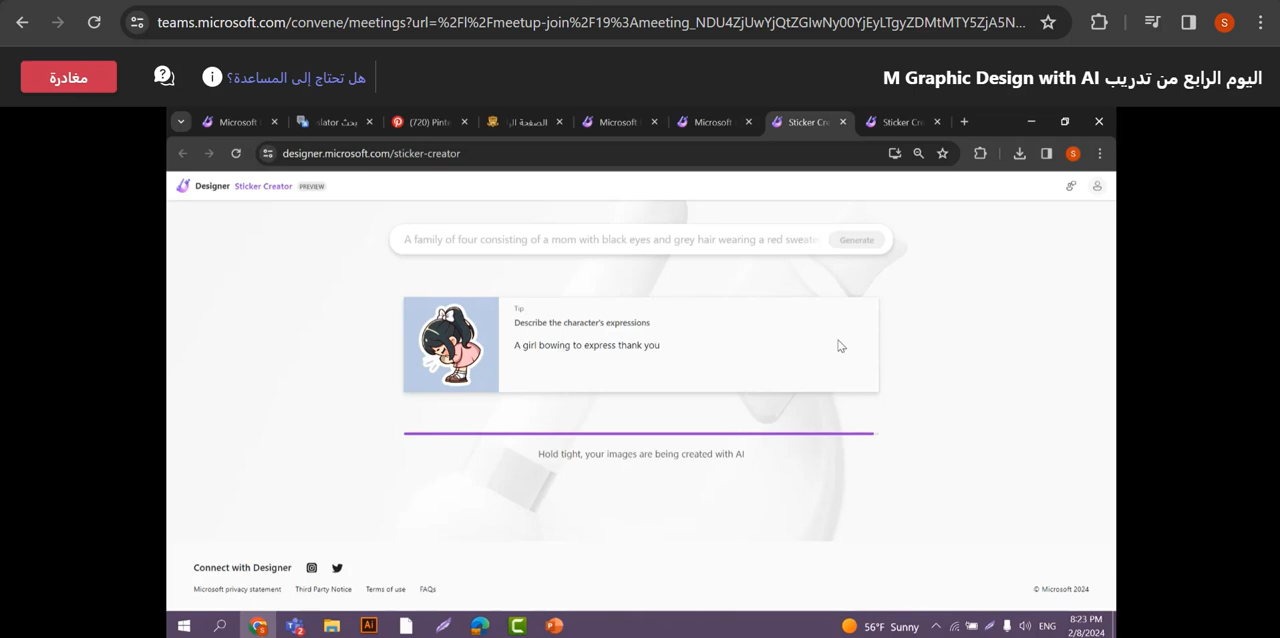 teams.microsoft.com/convene/meetings?url=%2Fl%2Fmeetup-join%2F19%3Ameeting_NDU4ZjUwYjQtZGIwNy00YjEyLTgyZDMtMTY5ZjA5N...
S
اليوم الرابع من تدريب M Graphic Design with AI
هل تحتاج إلى المساعدة؟
مغادرة
Microsoft
بحث
(720) Pinte
الصفحة
Microsoft
Microsoft
Sticker Cre
Sticker Cre
designer.microsoft.com/sticker-creator
S
Designer Sticker Creator PREVIEW
A family of four consisting of a mom with black eyes and grey hair wearing a red sweate
Generate
Tip
Describe the character's expressions
A girl bowing to express thank you
Hold tight, your images are being created with AI
Connect with Designer
Microsoft privacy statement Third Party Notice Terms of use FAQs
© Microsoft 2024
Ai
56°F Sunny
ENG
8:23 PM
2/8/2024